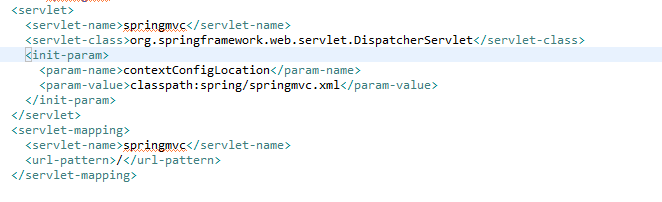 <servlet>
<servlet-name>springmvc</servlet-name>
<servlet-class>org.springframework.web.servlet.DispatcherServlet</servlet-class>
<init-param>
<param-name>contextConfigLocation</param-name>
<param-value>classpath:spring/springmvc.xml</param-value>
</init-param>
</servlet>
<servlet-mapping>
<servlet-name>springmvc</servlet-name>
<url-pattern>/</url-pattern>
</servlet-mapping>